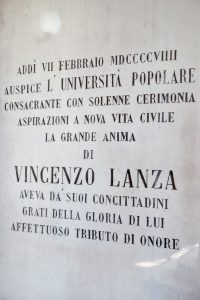 ADDÌ VII FEBBRAIO MDCCCCVIIII
AUSPICE L'UNIVERSITÀ POPOLARE
CONSACRANTE CON SOLENNE CERIMONIA
ASPIRAZIONI A NOVA VITA CIVILE
LA GRANDE ANIMA
DI
VINCENZO LANZA
AVEVA DA' SUOI CONCITTADINI
GRATI DELLA GLORIA DI LUI
AFFETTUOSO TRIBUTO DI ONORE